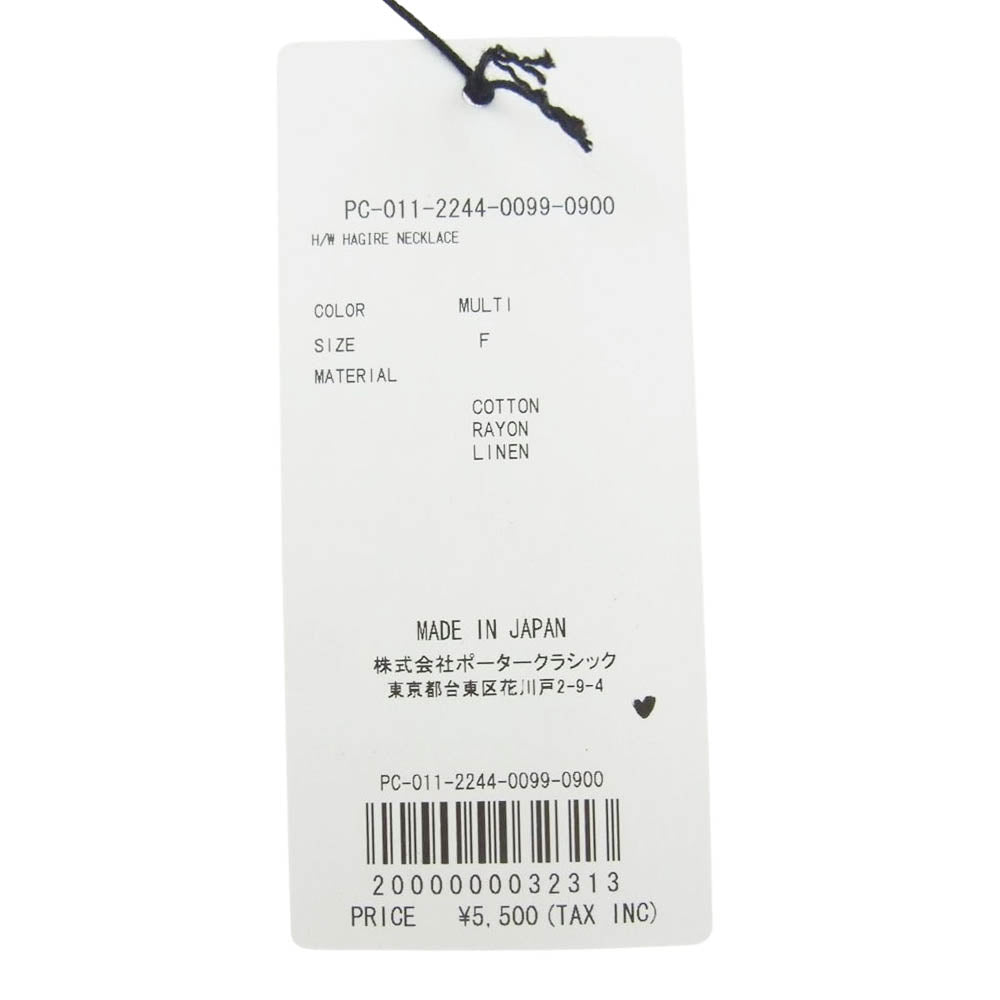 PC-011-2244-0099-0900
H/W HAGIRE NECKLACE
COLOR MULTI
SIZE F
MATERIAL
COTTON
RAYON
LINEN
MADE IN JAPAN
株式会社ポータークラシック
東京都台東区花川戸2-9-4
PC-011-2244-0099-0900
2000000032313
PRICE ¥5,500(TAX INC)